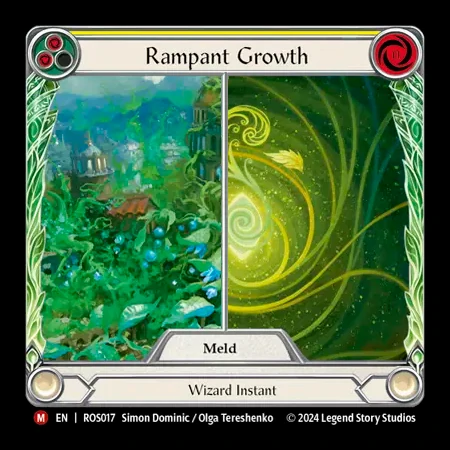 Rampant Growth
Meld
Wizard Instant
M EN | ROS017 Simon Dominic / Olga Tereshenko © 2024 Legend Story Studios